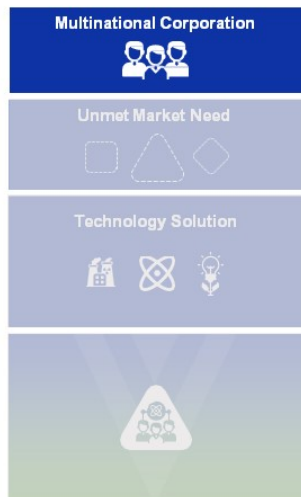 Multinational Corporation
Unmet Market Need
Technology Solution